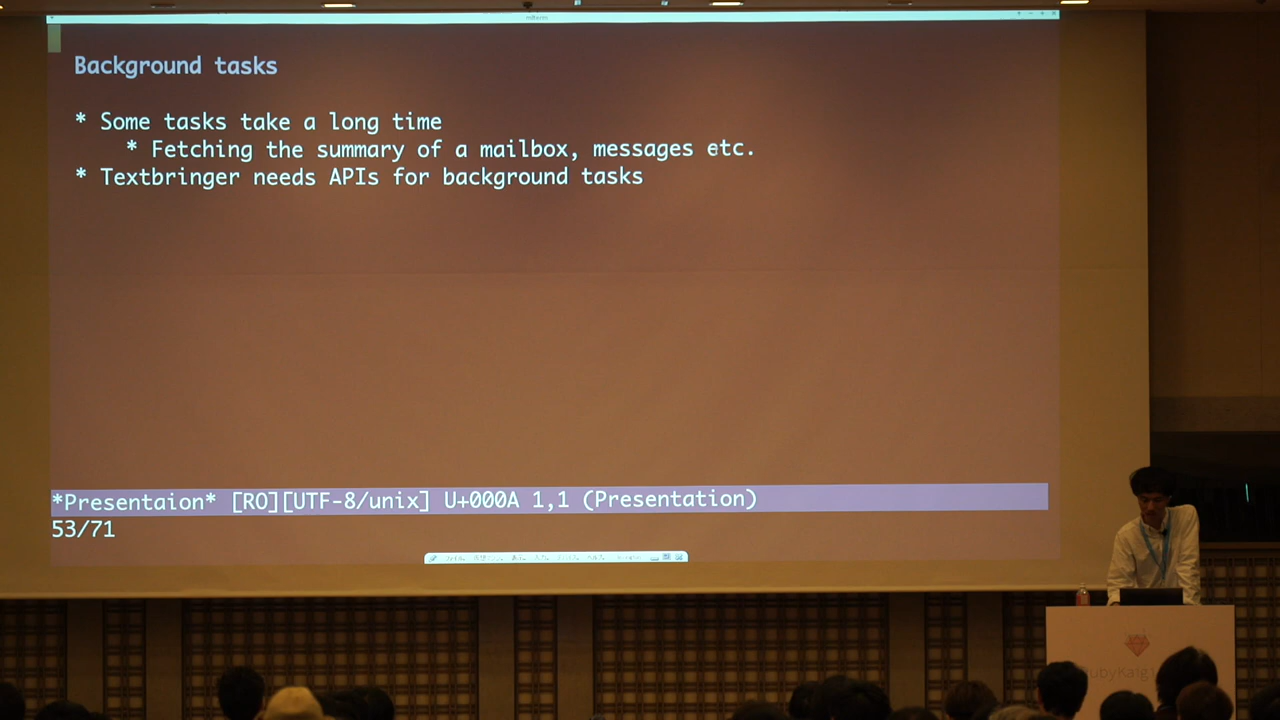 Background tasks
* Some tasks take a long time
* Fetching the summary of a mailbox, messages etc.
* Textbringer needs APIs for background tasks
*Presentaion* [RO][UTF-8/unix] U+000A 1,1 (Presentation)
53/71